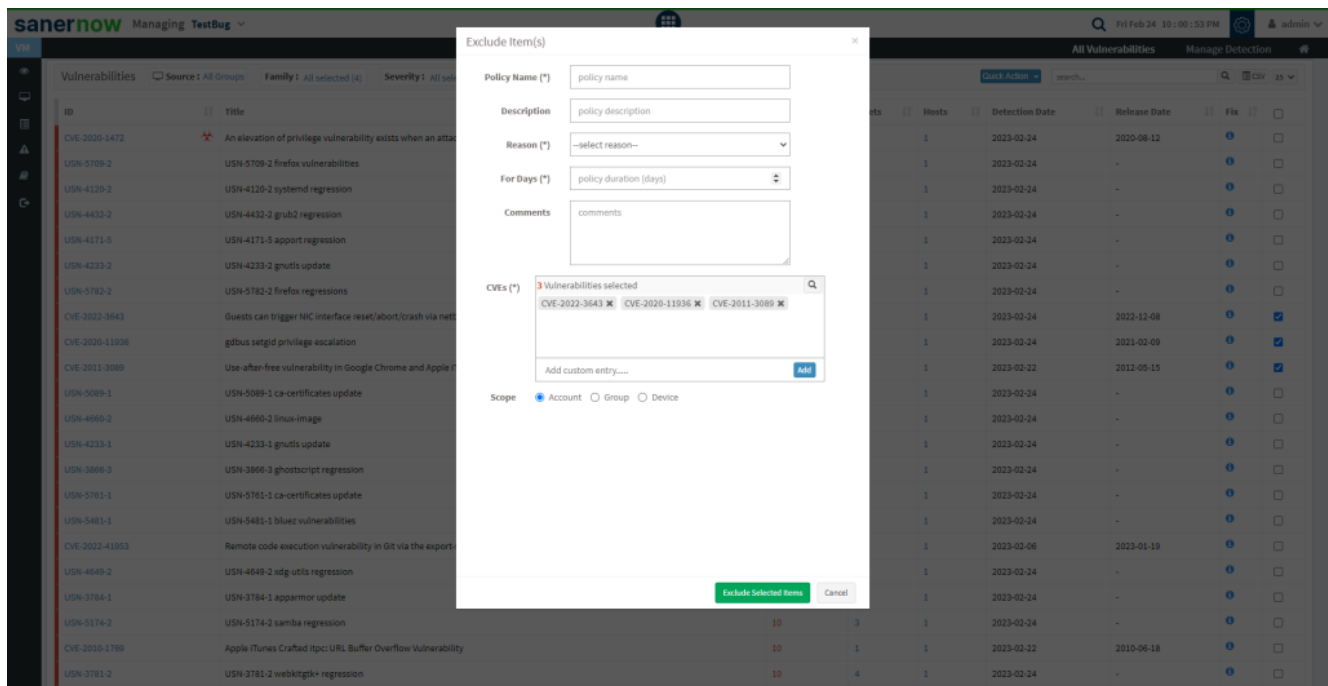 sanernow Managing TestBug Fri Feb 24 10:00:53 PM admin
VM All Vulnerabilities Manage Detection
Exclude Item(s) ×
Vulnerabilities Source : All Groups Family : All selected (4) Severity : All sele Quick Action search... CSV 15
Policy Name (*) policy name
Description policy description
Reason (*) --select reason--
For Days (*) policy duration (days)
Comments comments
CVEs (*) 3 Vulnerabilities selected
CVE-2022-3643 ✖ CVE-2020-11936 ✖ CVE-2011-3089 ✖
Add custom entry..... Add
Scope Account Group Device
Exclude Selected Items Cancel
ID Title ets Hosts Detection Date Release Date Fix
CVE-2020-1472 An elevation of privilege vulnerability exists when an attac 1 2023-02-24 2020-08-12
USN-5709-2 USN-5709-2 firefox vulnerabilities 1 2023-02-24 -
USN-4120-2 USN-4120-2 systemd regression 1 2023-02-24 -
USN-4432-2 USN-4432-2 grub2 regression 1 2023-02-24 -
USN-4171-5 USN-4171-5 apport regression 1 2023-02-24 -
USN-4233-2 USN-4233-2 gnutls update 1 2023-02-24 -
USN-5782-2 USN-5782-2 firefox regressions 1 2023-02-24 -
CVE-2022-3643 Guests can trigger NIC interface reset/abort/crash via netb 1 2023-02-24 2022-12-08
CVE-2020-11936 gdbus setgid privilege escalation 1 2023-02-24 2021-02-09
CVE-2011-3089 Use-after-free vulnerability in Google Chrome and Apple iT 1 2023-02-22 2012-05-15
USN-5089-1 USN-5089-1 ca-certificates update 1 2023-02-24 -
USN-4660-2 USN-4660-2 linux-image 1 2023-02-24 -
USN-4233-1 USN-4233-1 gnutls update 1 2023-02-24 -
USN-3866-3 USN-3866-3 ghostscript regression 1 2023-02-24 -
USN-5761-1 USN-5761-1 ca-certificates update 1 2023-02-24 -
USN-5481-1 USN-5481-1 bluez vulnerabilities 1 2023-02-24 -
CVE-2022-41953 Remote code execution vulnerability in Git via the export- 1 2023-02-06 2023-01-19
USN-4649-2 USN-4649-2 xdg-utils regression 1 2023-02-24 -
USN-3784-1 USN-3784-1 apparmor update 1 2023-02-24 -
USN-5174-2 USN-5174-2 samba regression 10 3 1 2023-02-24 -
CVE-2010-1789 Apple iTunes Crafted itpc: URL Buffer Overflow Vulnerability 10 1 1 2023-02-22 2010-06-18
USN-3781-2 USN-3781-2 webkitgtk+ regression 10 4 1 2023-02-24 -